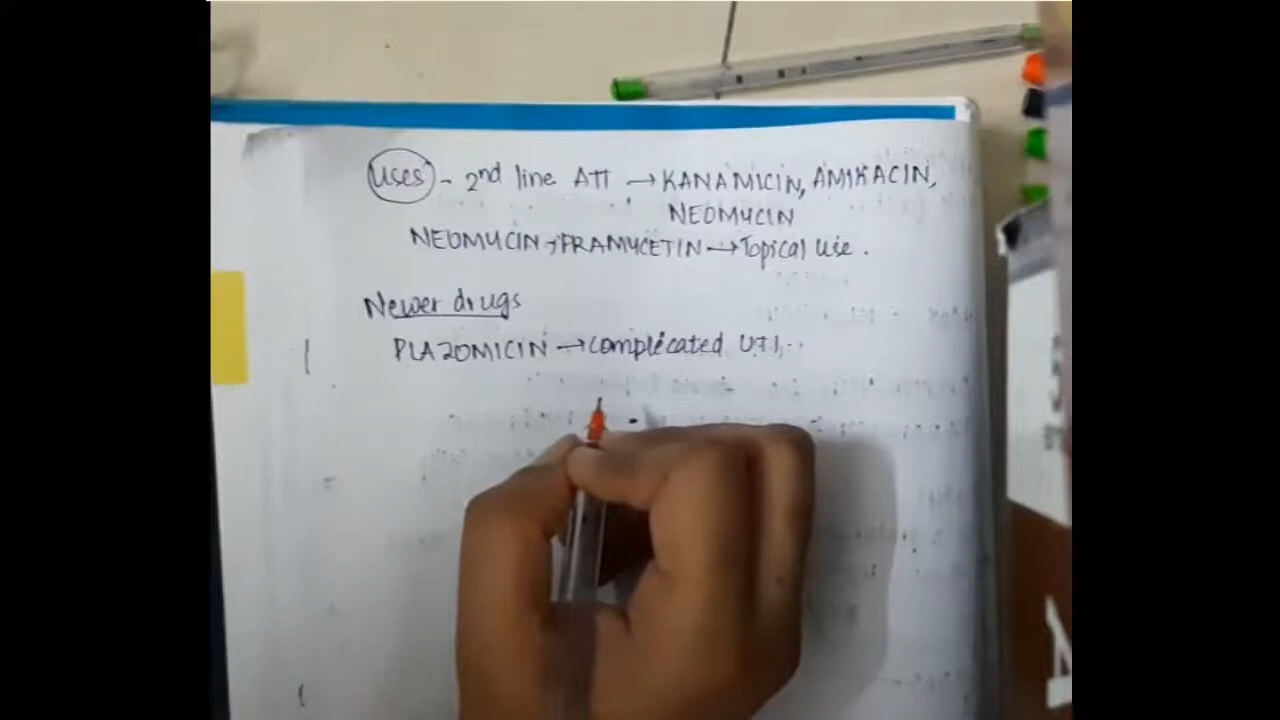 Uses - 2nd line ATT → KANAMICIN, AMIKACIN,
NEOMYCIN
NEOMYCIN, FRAMYCETIN → Topical use.
Newer drugs
PLAZOMICIN → complicated UTI..